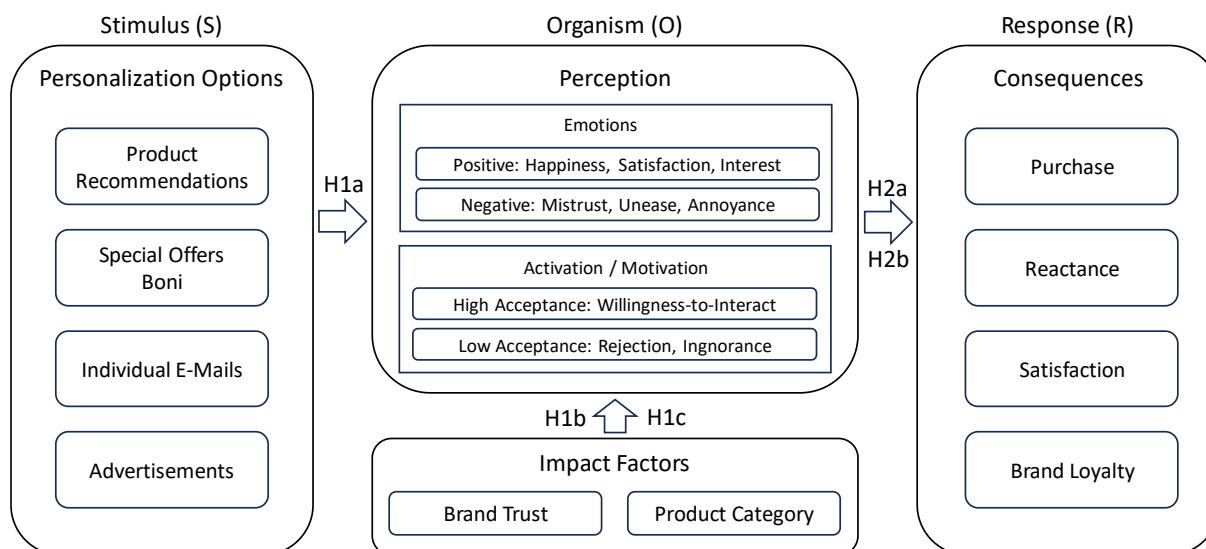 Stimulus (S)
Personalization Options
Product
Recommendations
Special Offers
Boni
Individual E-Mails
Advertisements
H1a
Organism (O)
Perception
Emotions
Positive: Happiness, Satisfaction, Interest
Negative: Mistrust, Unease, Annoyance
Activation / Motivation
High Acceptance: Willingness-to-Interact
Low Acceptance: Rejection, Ingnorance
H1b
H1c
Impact Factors
Brand Trust
Product Category
H2a
H2b
Response (R)
Consequences
Purchase
Reactance
Satisfaction
Brand Loyalty